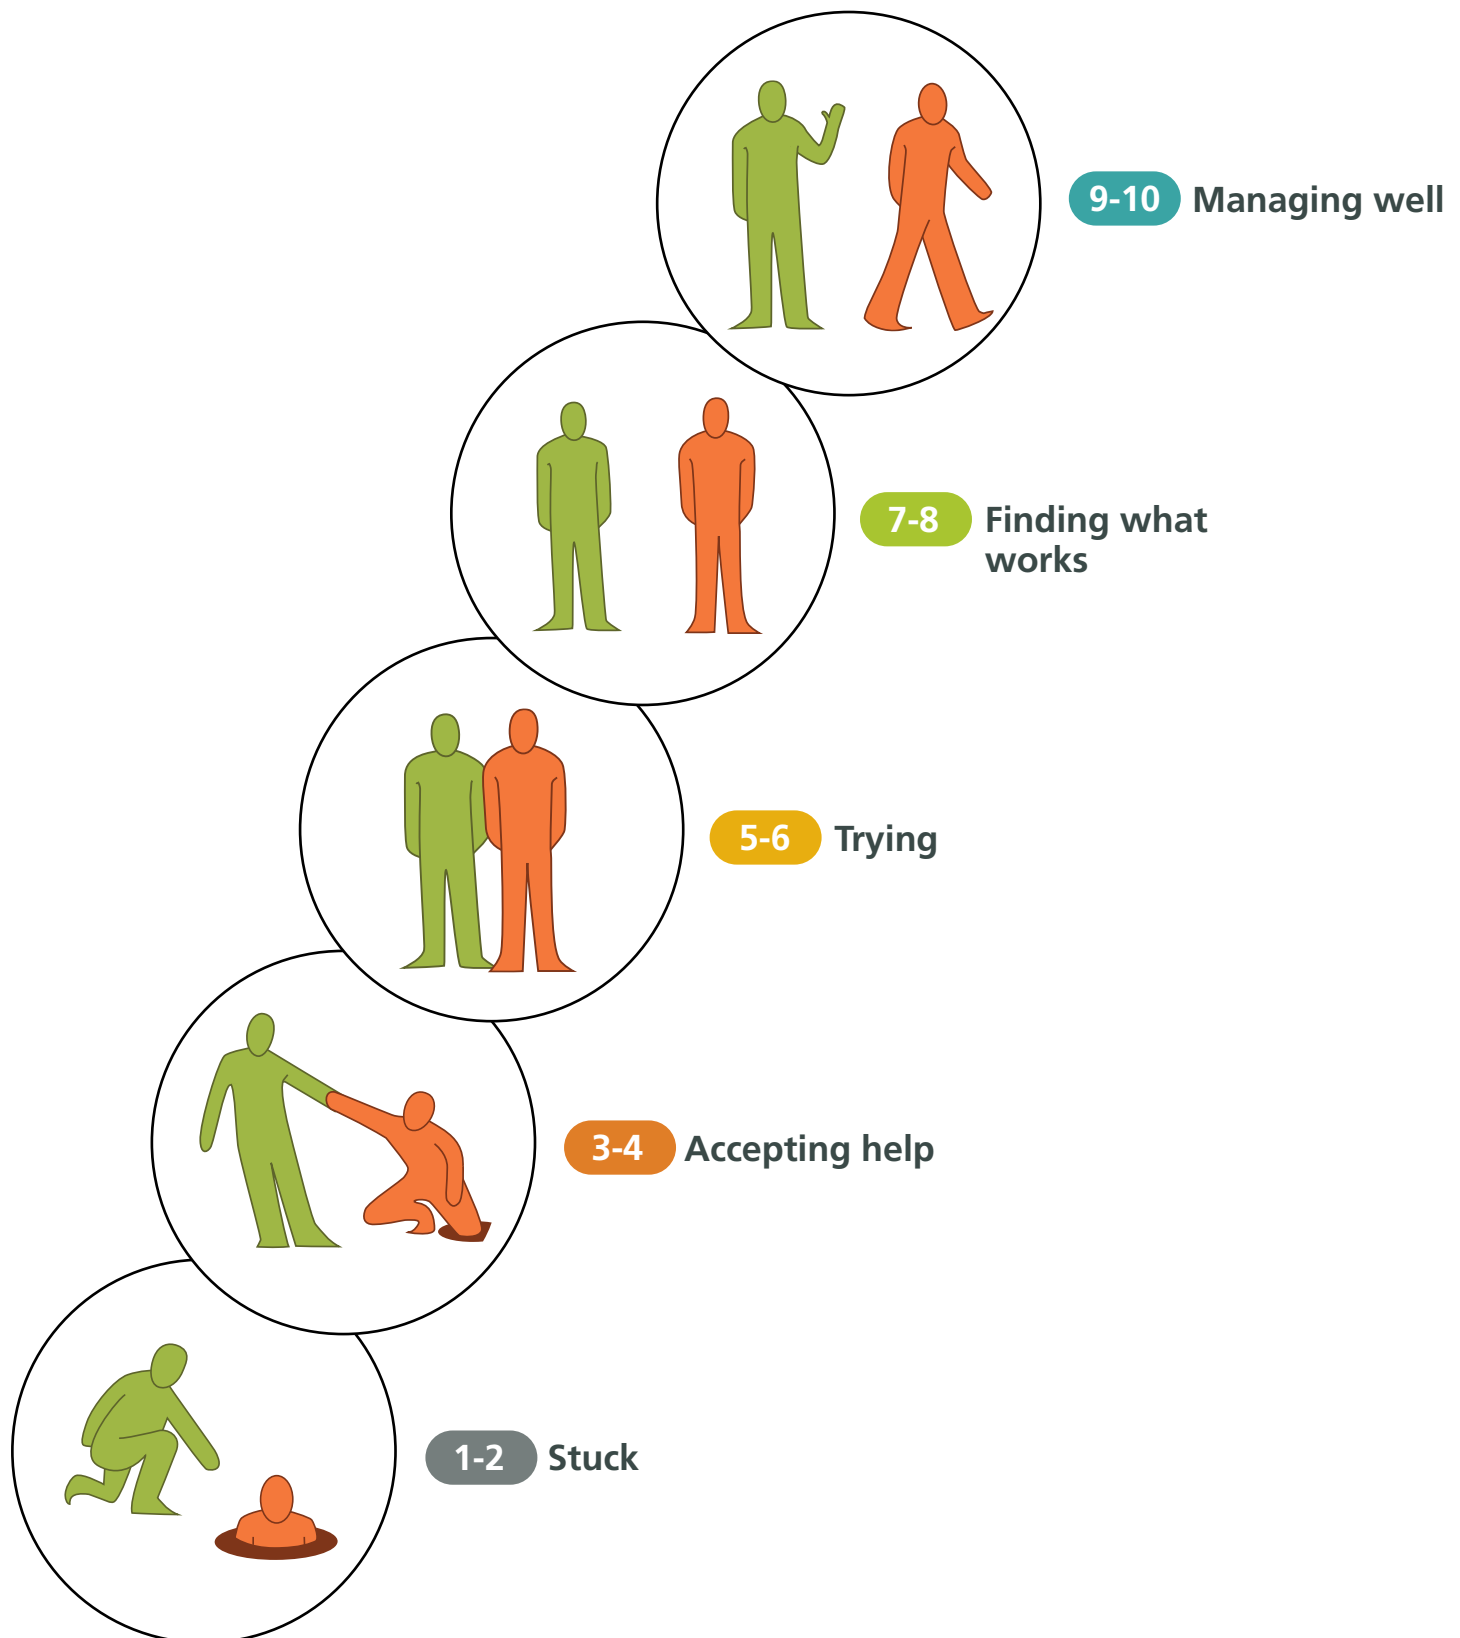 9-10 Managing well
7-8 Finding what
works
5-6 Trying
3-4 Accepting help
1-2 Stuck